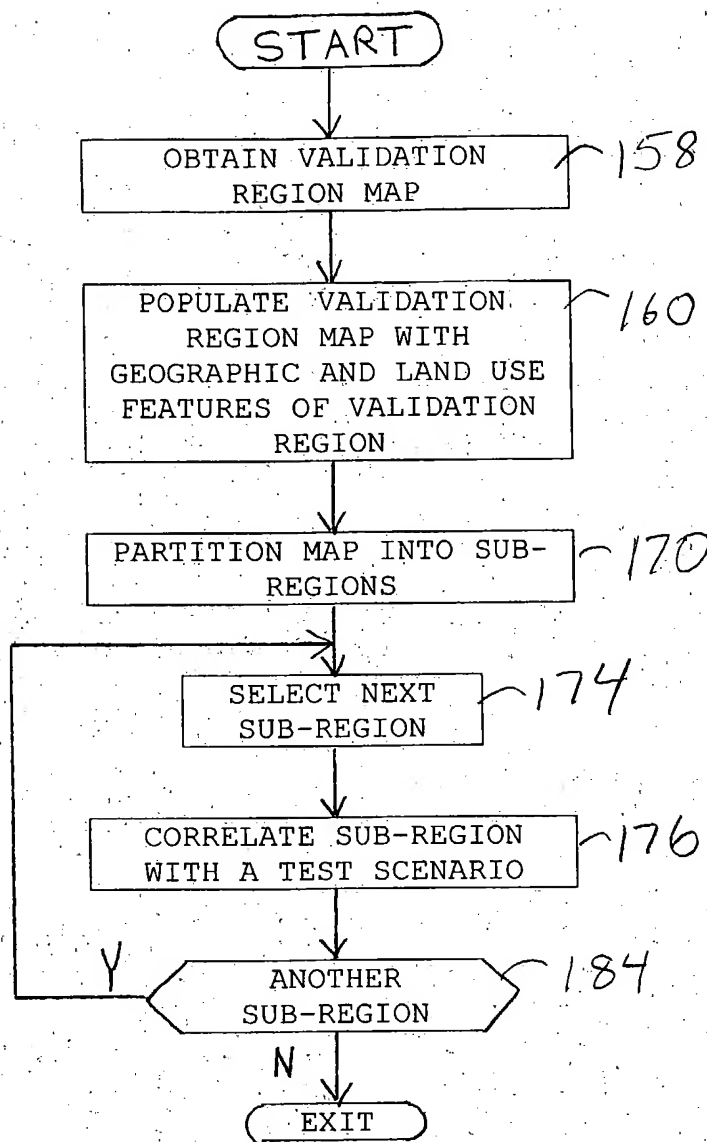 START
OBTAIN VALIDATION
REGION MAP
158
POPULATE VALIDATION
REGION MAP WITH
GEOGRAPHIC AND LAND USE
FEATURES OF VALIDATION
REGION
160
PARTITION MAP INTO SUB-
REGIONS
170
SELECT NEXT
SUB-REGION
174
CORRELATE SUB-REGION
WITH A TEST SCENARIO
176
ANOTHER
SUB-REGION
184
Y
N
EXIT